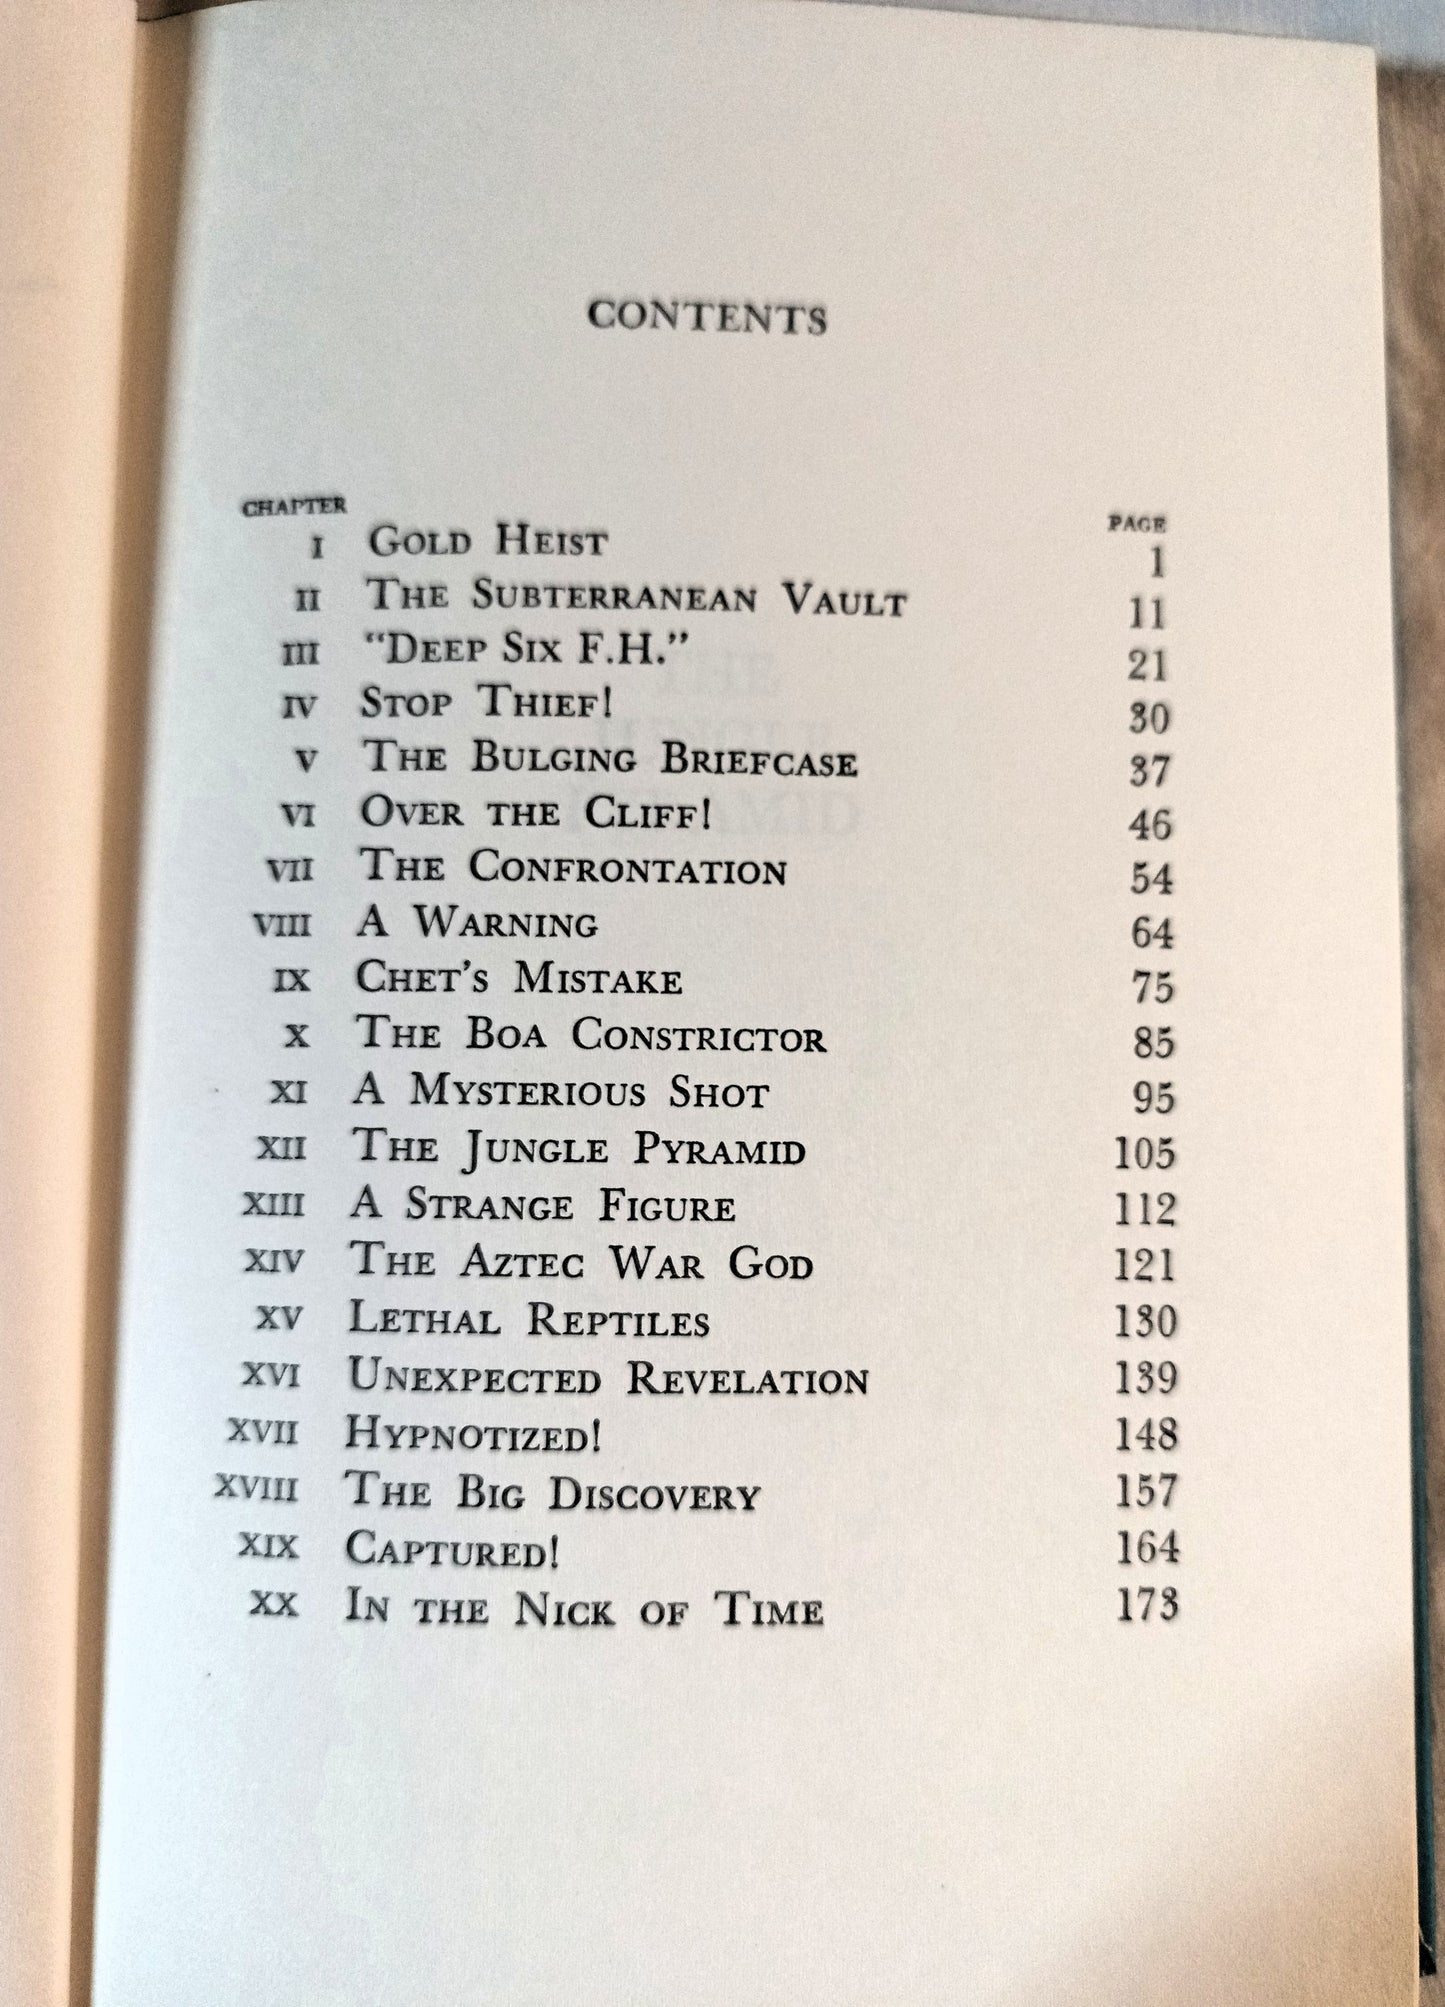 CONTENTS
CHAPTER PAGE
I GOLD HEIST 1
II THE SUBTERRANEAN VAULT 11
III "DEEP SIX F.H." 21
IV STOP THIEF! 30
V THE BULGING BRIEFCASE 37
VI OVER THE CLIFF! 46
VII THE CONFRONTATION 54
VIII A WARNING 64
IX CHET'S MISTAKE 75
X THE BOA CONSTRICTOR 85
XI A MYSTERIOUS SHOT 95
XII THE JUNGLE PYRAMID 105
XIII A STRANGE FIGURE 112
XIV THE AZTEC WAR GOD 121
XV LETHAL REPTILES 130
XVI UNEXPECTED REVELATION 139
XVII HYPNOTIZED! 148
XVIII THE BIG DISCOVERY 157
XIX CAPTURED! 164
XX IN THE NICK OF TIME 173